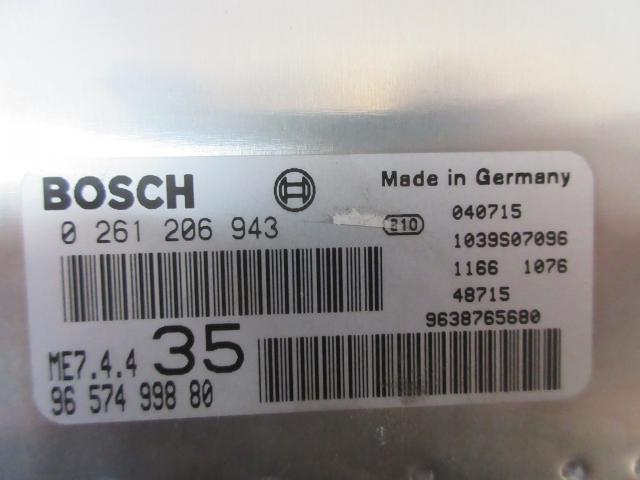 BOSCH
Made in Germany
0 261 206 943
210
040715
1039S07096
1166 1076
48715
9638765680
ME7.4.4 35
96 574 998 80